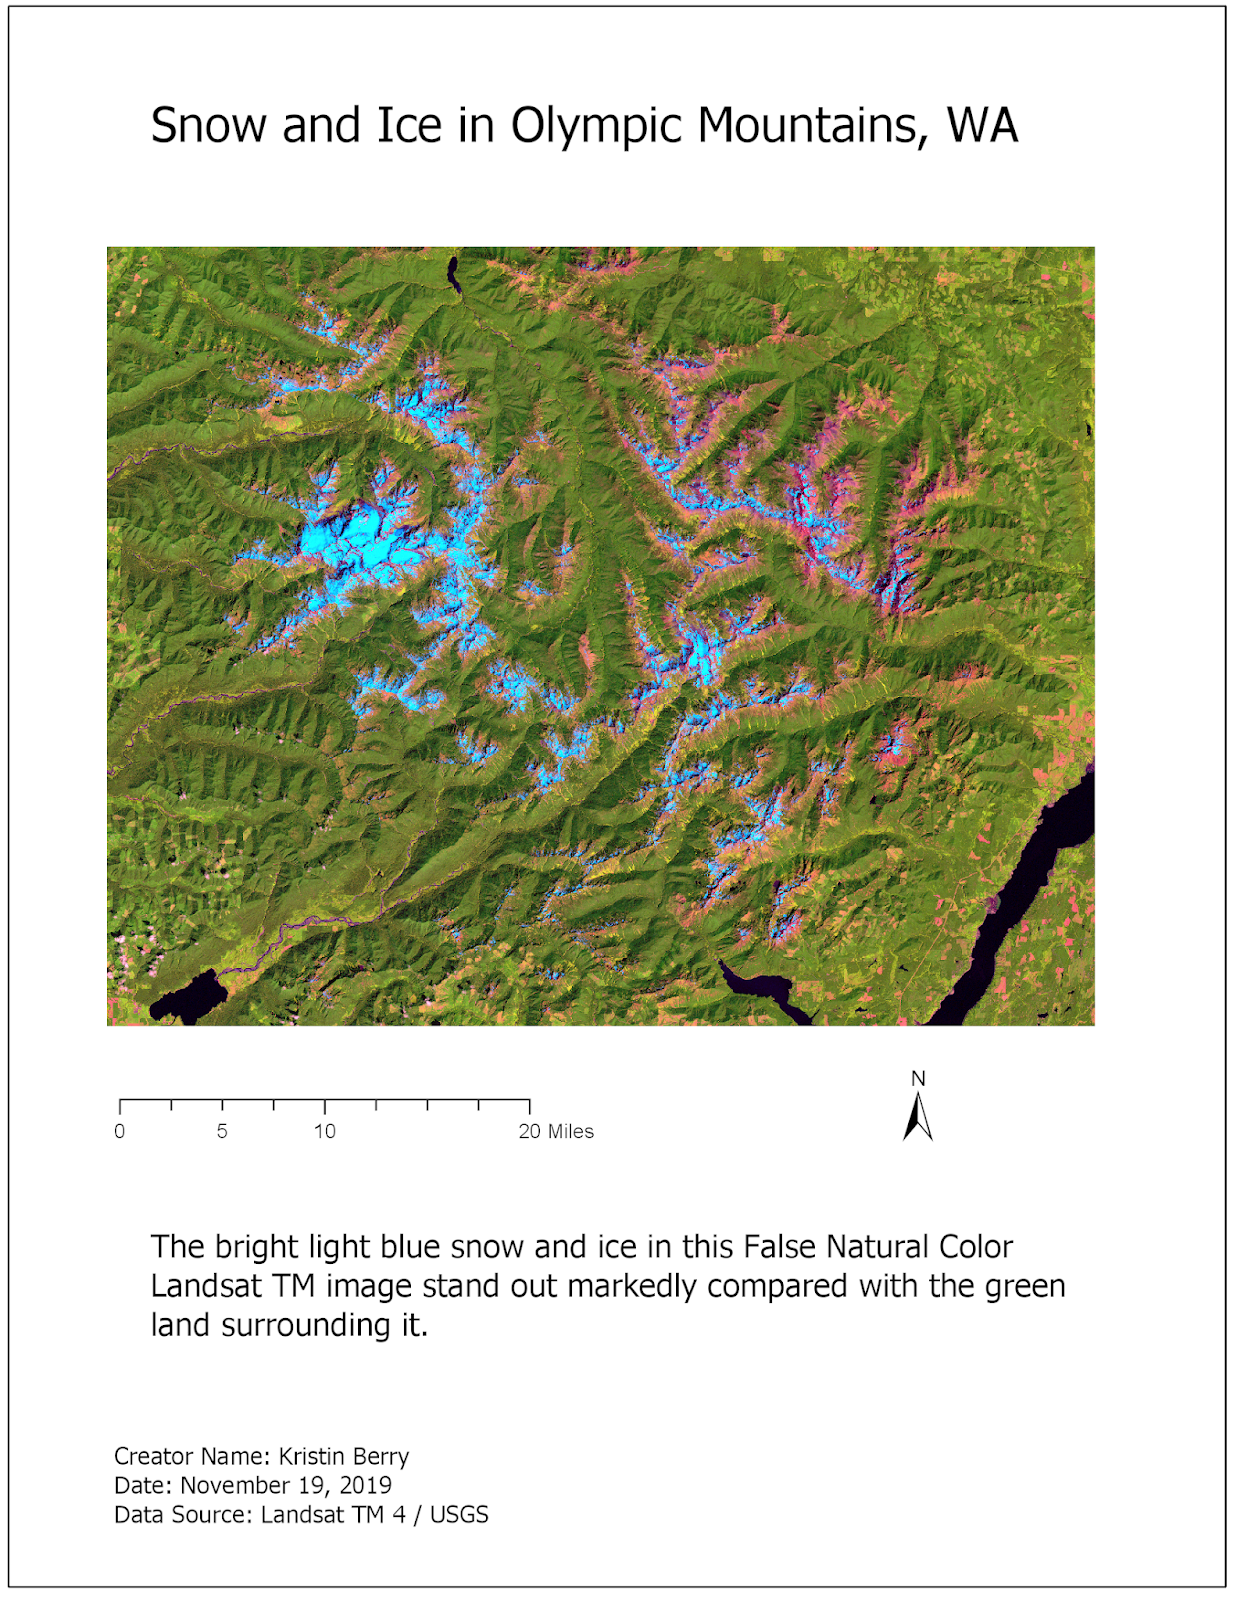 Snow and Ice in Olympic Mountains, WA
N
0 5 10 20 Miles
The bright light blue snow and ice in this False Natural Color
Landsat TM image stand out markedly compared with the green
land surrounding it.
Creator Name: Kristin Berry
Date: November 19, 2019
Data Source: Landsat TM 4 / USGS